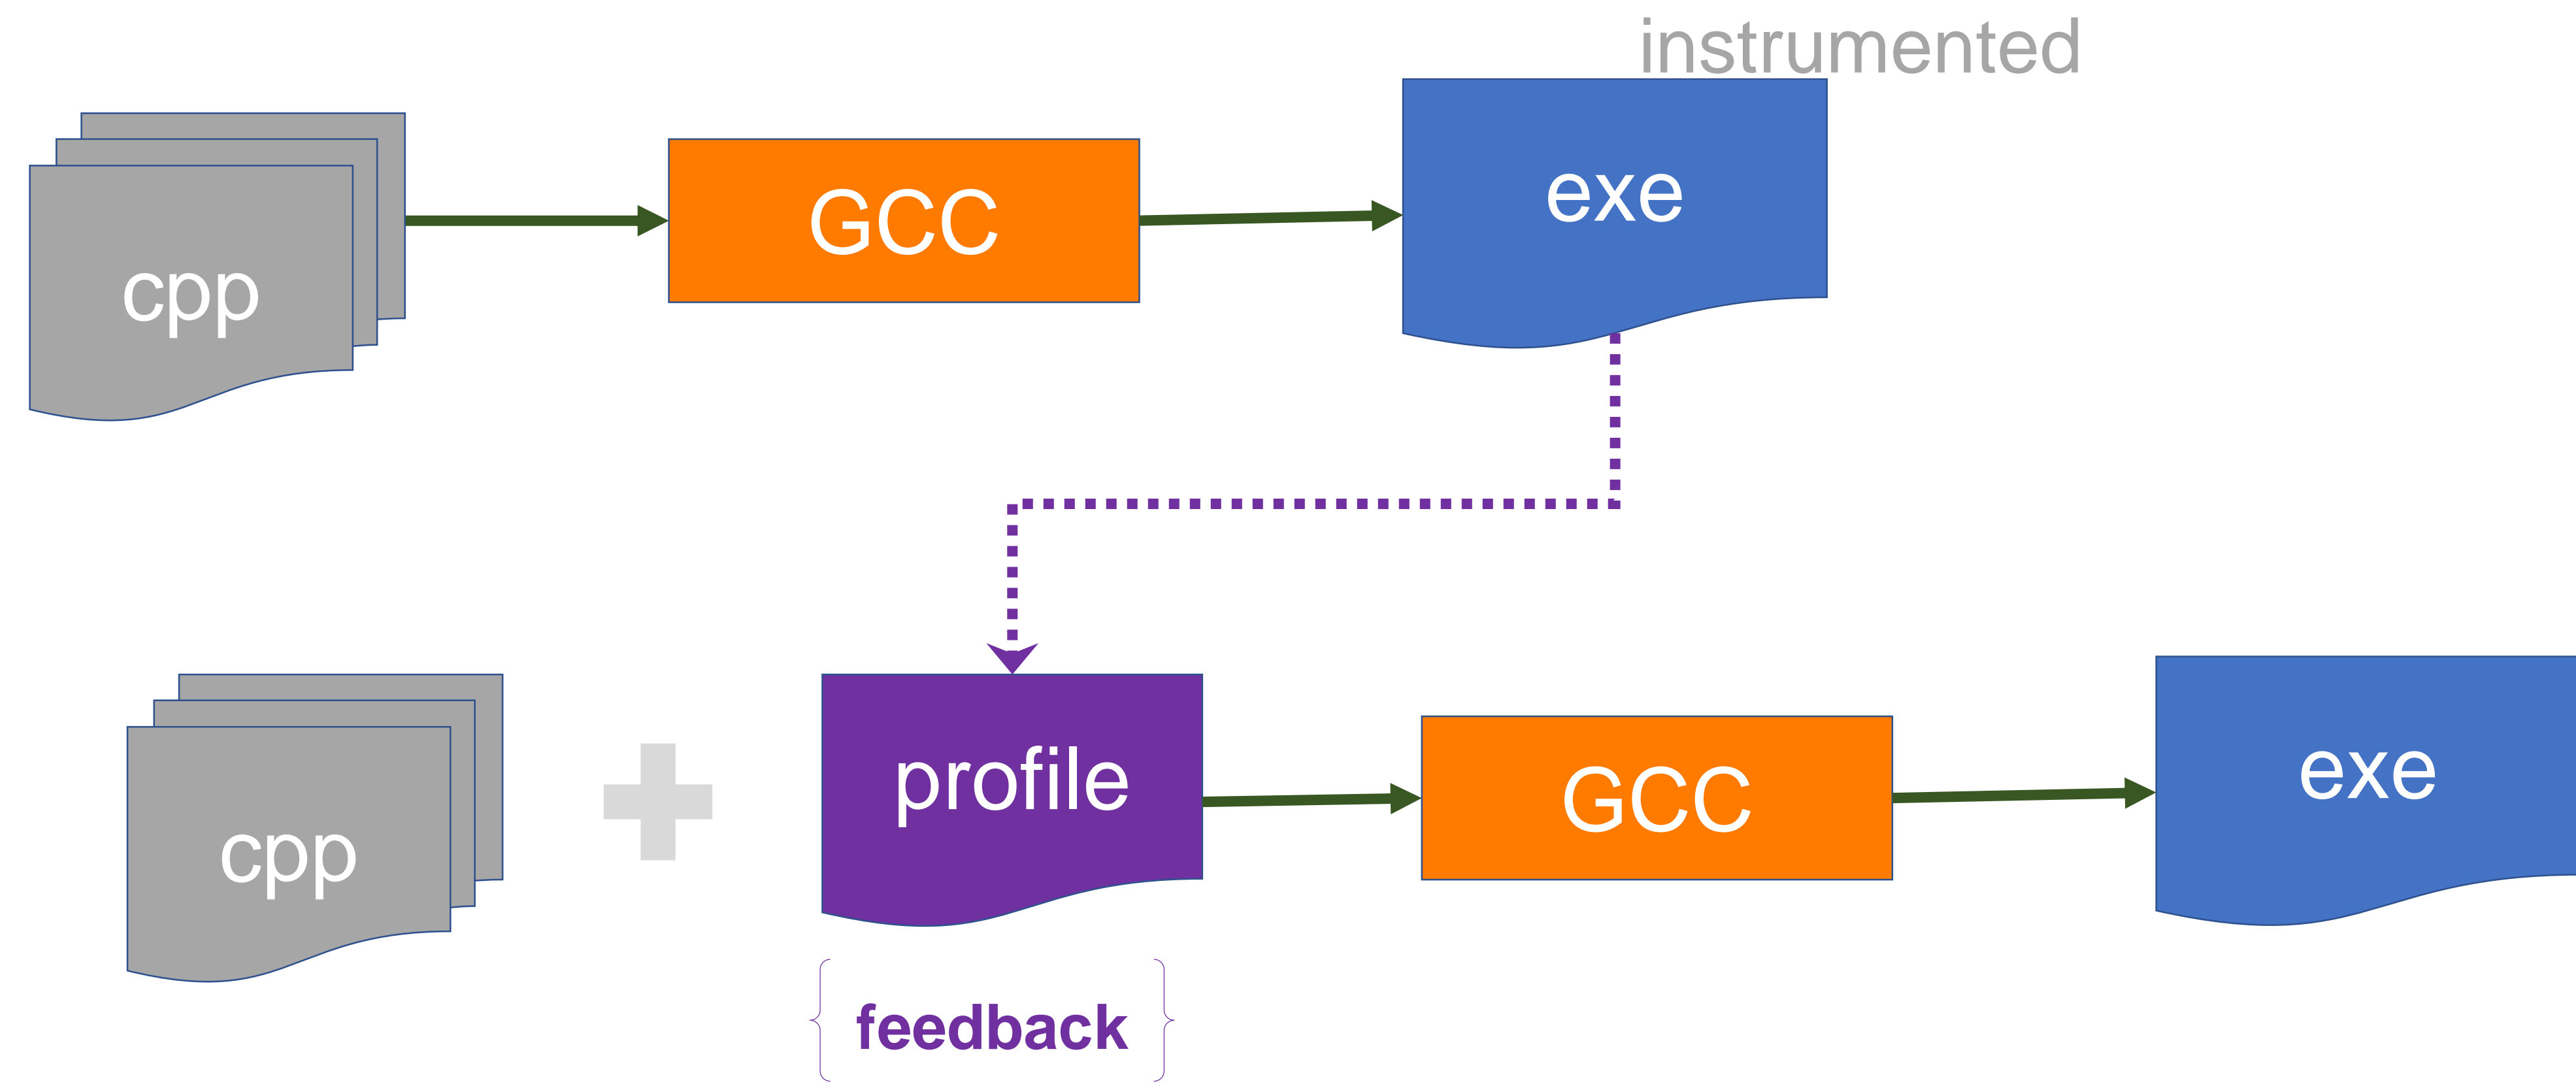 instrumented
cpp
GCC
exe
cpp
profile
GCC
exe
feedback